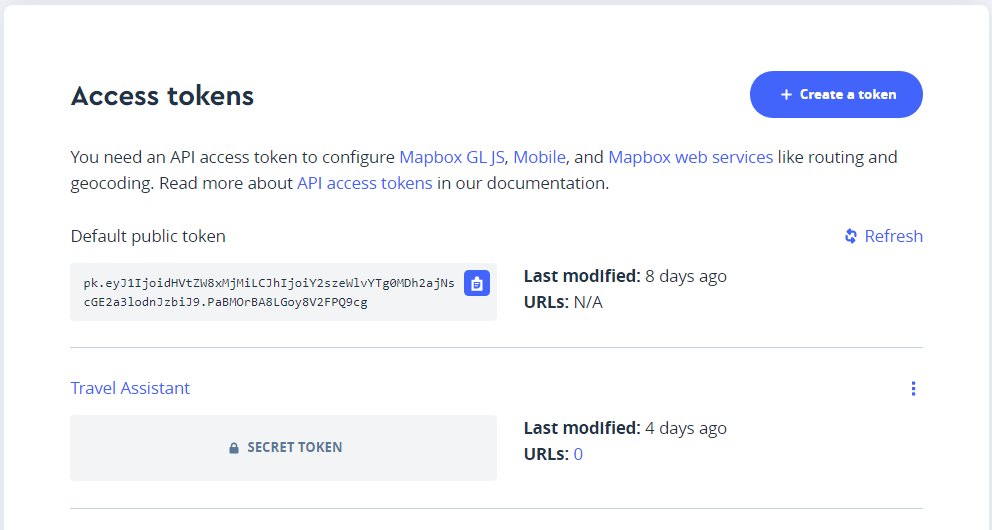 Access tokens
+ Create a token
You need an API access token to configure Mapbox GL JS, Mobile, and Mapbox web services like routing and
geocoding. Read more about API access tokens in our documentation.
Default public token
Refresh
pk.eyJ1IjoidHVtZW8xMjMiLCJhIjoiY2szeWlvYTg0MDh2ajNs
cGE2a3lodnJzbiJ9.PaBMOrBA8LGoy8V2FPQ9cg
Last modified: 8 days ago
URLs: N/A
Travel Assistant
SECRET TOKEN
Last modified: 4 days ago
URLs: 0